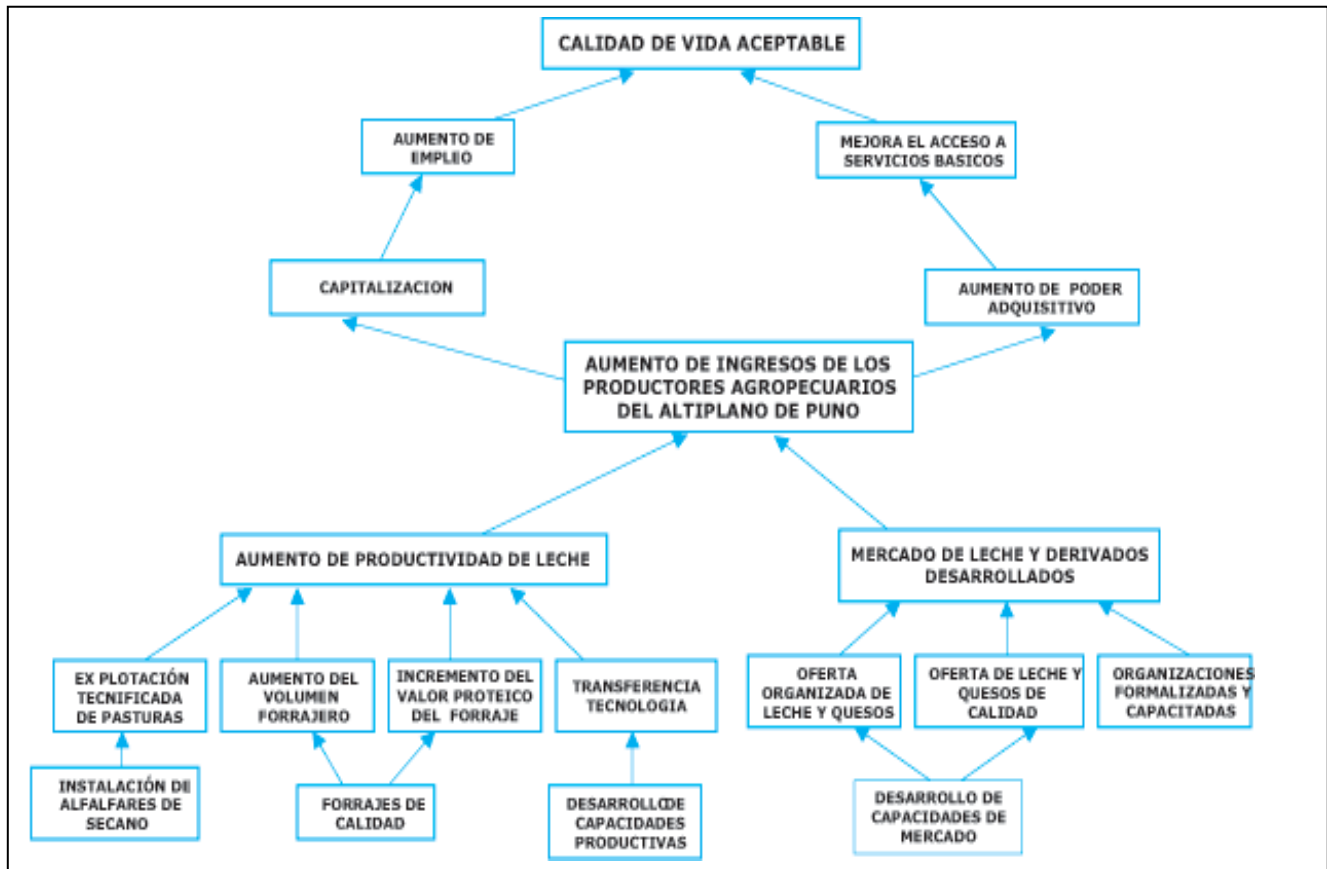 CALIDAD DE VIDA ACEPTABLE
AUMENTO DE
EMPLEO
MEJORA EL ACCESO A
SERVICIOS BASICOS
CAPITALIZACION
AUMENTO DE PODER
ADQUISITIVO
AUMENTO DE INGRESOS DE LOS
PRODUCTORES AGROPECUARIOS
DEL ALTIPLANO DE PUNO
AUMENTO DE PRODUCTIVIDAD DE LECHE
MERCADO DE LECHE Y DERIVADOS
DESARROLLADOS
EX PLOTACIÓN
TECNIFICADA
DE PASTURAS
AUMENTO DEL
VOLUMEN
FORRAJERO
INCREMENTO DEL
VALOR PROTEICO
DEL FORRAJE
TRANSFERENCIA
TECNOLOGIA
OFERTA
ORGANIZADA DE
LECHE Y QUESOS
OFERTA DE LECHE Y
QUESOS DE
CALIDAD
ORGANIZACIONES
FORMALIZADAS Y
CAPACITADAS
INSTALACIÓN DE
ALFALFARES DE
SECANO
FORRAJES DE
CALIDAD
DESARROLLO DE
CAPACIDADES
PRODUCTIVAS
DESARROLLO DE
CAPACIDADES DE
MERCADO